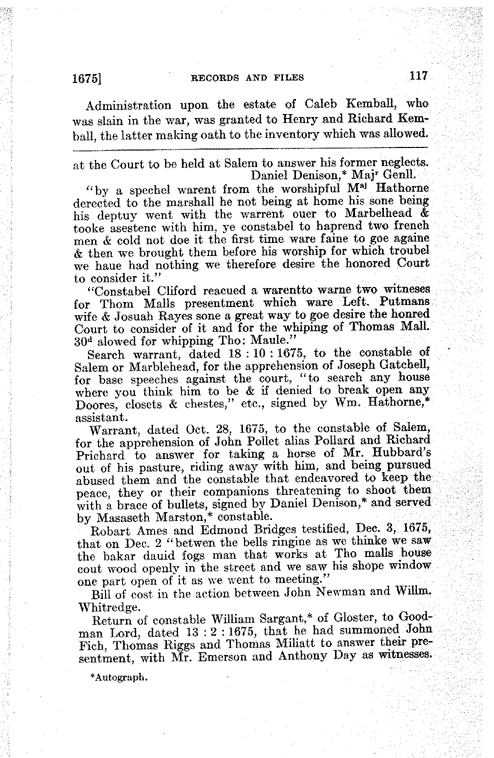 1675] RECORDS AND FILES 117
Administration upon the estate of Caleb Kemball, who
was slain in the war, was granted to Henry and Richard Kem-
ball, the latter making oath to the inventory which was allowed.
at the Court to be held at Salem to answer his former neglects.
Daniel Denison,* Majr Genll.
"by a spechel warent from the worshipful Maj Hathorne
derected to the marshall he not being at home his sone being
his deptuy went with the warrent ouer to Marbelhead &
tooke asestenc with him, ye constabel to haprend two french
men & cold not doe it the first time ware faine to goe againe
& then we brought them before his worship for which troubel
we haue had nothing we therefore desire the honored Court
to consider it."
"Constabel Cliford reacued a warentto warne two witneses
for Thom Malls presentment which ware Left. Putmans
wife & Josuah Rayes sone a great way to goe desire the honred
Court to consider of it and for the whiping of Thomas Mall.
30d alowed for whipping Tho: Maule."
Search warrant, dated 18 : 10 : 1675, to the constable of
Salem or Marblehead, for the apprehension of Joseph Gatchell,
for base speeches against the court, "to search any house
where you think him to be & if denied to break open any
Doores, closets & chestes," etc., signed by Wm. Hathorne,*
assistant.
Warrant, dated Oct. 28, 1675, to the constable of Salem,
for the apprehension of John Pollet alias Pollard and Richard
Prichard to answer for taking a horse of Mr. Hubbard's
out of his pasture, riding away with him, and being pursued
abused them and the constable that endeavored to keep the
peace, they or their companions threatening to shoot them
with a brace of bullets, signed by Daniel Denison,* and served
by Masaseth Marston,* constable.
Robart Ames and Edmond Bridges testified, Dec. 3, 1675,
that on Dec. 2 "betwen the bells ringine as we thinke we saw
the bakar dauid fogs man that works at Tho malls house
cout wood openly in the street and we saw his shope window
one part open of it as we went to meeting."
Bill of cost in the action between John Newman and Willm.
Whitredge.
Return of constable William Sargant,* of Gloster, to Good-
man Lord, dated 13 : 2 : 1675, that he had summoned John
Fich, Thomas Riggs and Thomas Miliatt to answer their pre-
sentment, with Mr. Emerson and Anthony Day as witnesses.
*Autograph.